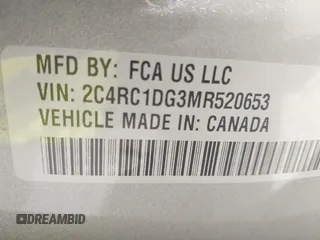 MFD BY: FCA US LLC
VIN: 2C4RC1DG3MR520653
VEHICLE MADE IN: CANADA
DREAMBID